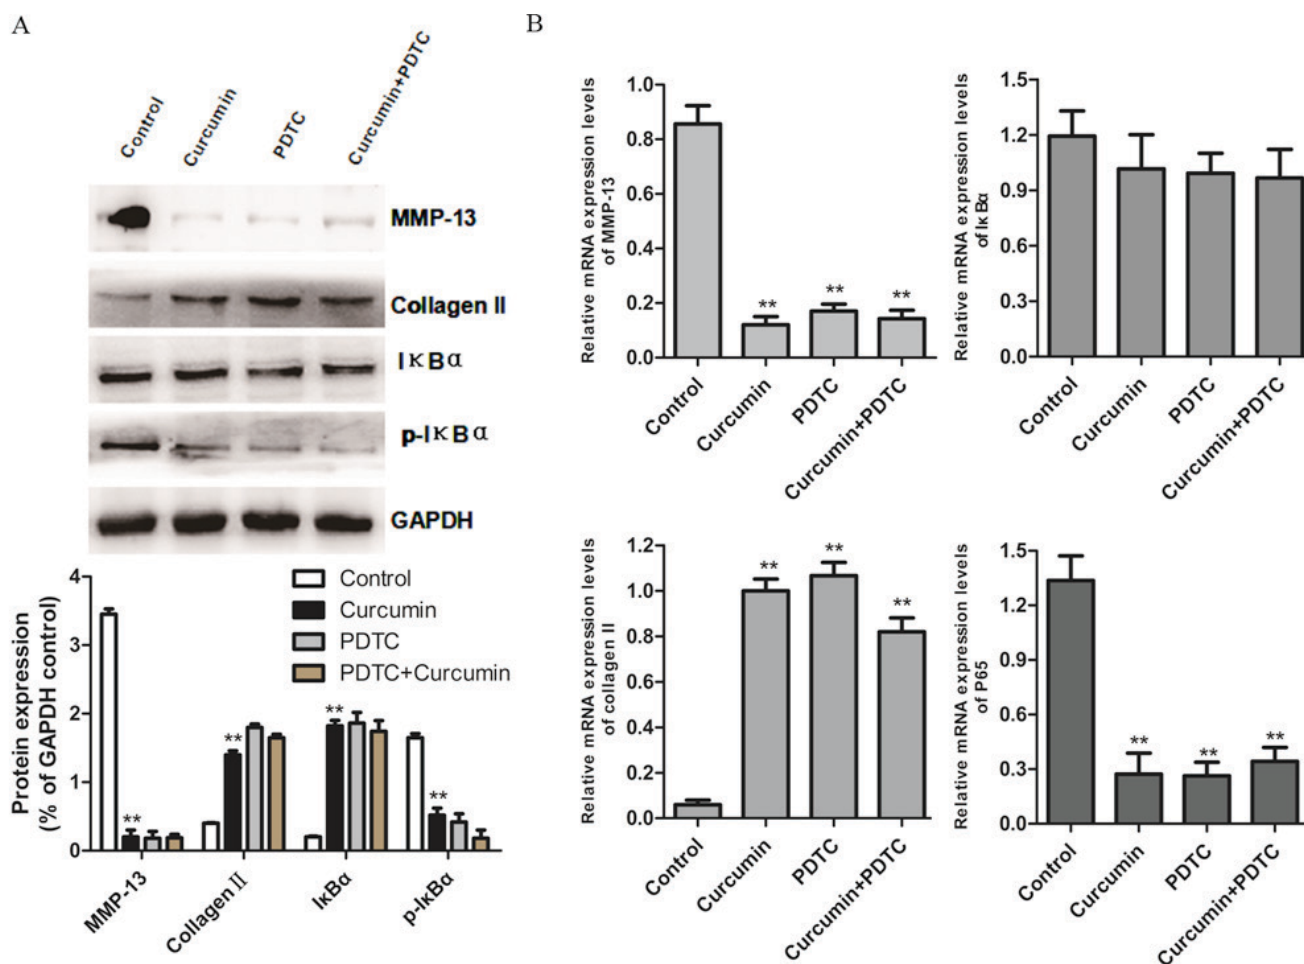 A
Control
Curcumin
PDTC
Curcumin+PDTC
MMP-13
Collagen II
IκBα
p-IκBα
GAPDH
Protein expression
(% of GAPDH control)
4
3
2
1
0
Control
Curcumin
PDTC
PDTC+Curcumin
**
**
**
**
MMP-13
Collagen II
IκBα
p-IκBα
B
Relative mRNA expression levels
of MMP-13
1.0
0.8
0.6
0.4
0.2
0.0
**
**
**
Control
Curcumin
PDTC
Curcumin+PDTC
Relative mRNA expression levels
of IκBα
1.5
1.2
0.9
0.6
0.3
0.0
Control
Curcumin
PDTC
Curcumin+PDTC
Relative mRNA expression levels
of collagen II
1.2
1.0
0.8
0.6
0.4
0.2
0.0
**
**
**
Control
Curcumin
PDTC
Curcumin+PDTC
Relative mRNA expression levels
of P65
1.5
1.2
0.9
0.6
0.3
0.0
**
**
**
Control
Curcumin
PDTC
Curcumin+PDTC